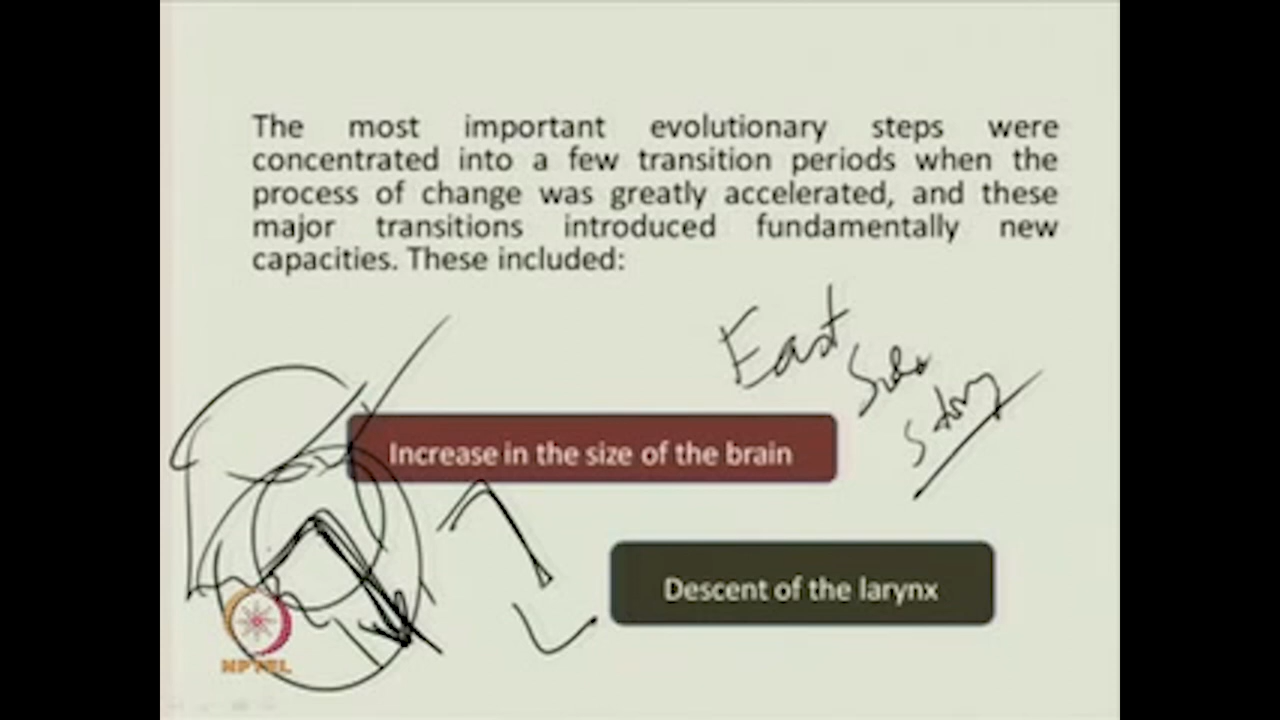 The most important evolutionary steps were
concentrated into a few transition periods when the
process of change was greatly accelerated, and these
major transitions introduced fundamentally new
capacities. These included:
East
Side
story
Increase in the size of the brain
Descent of the larynx
NPTEL